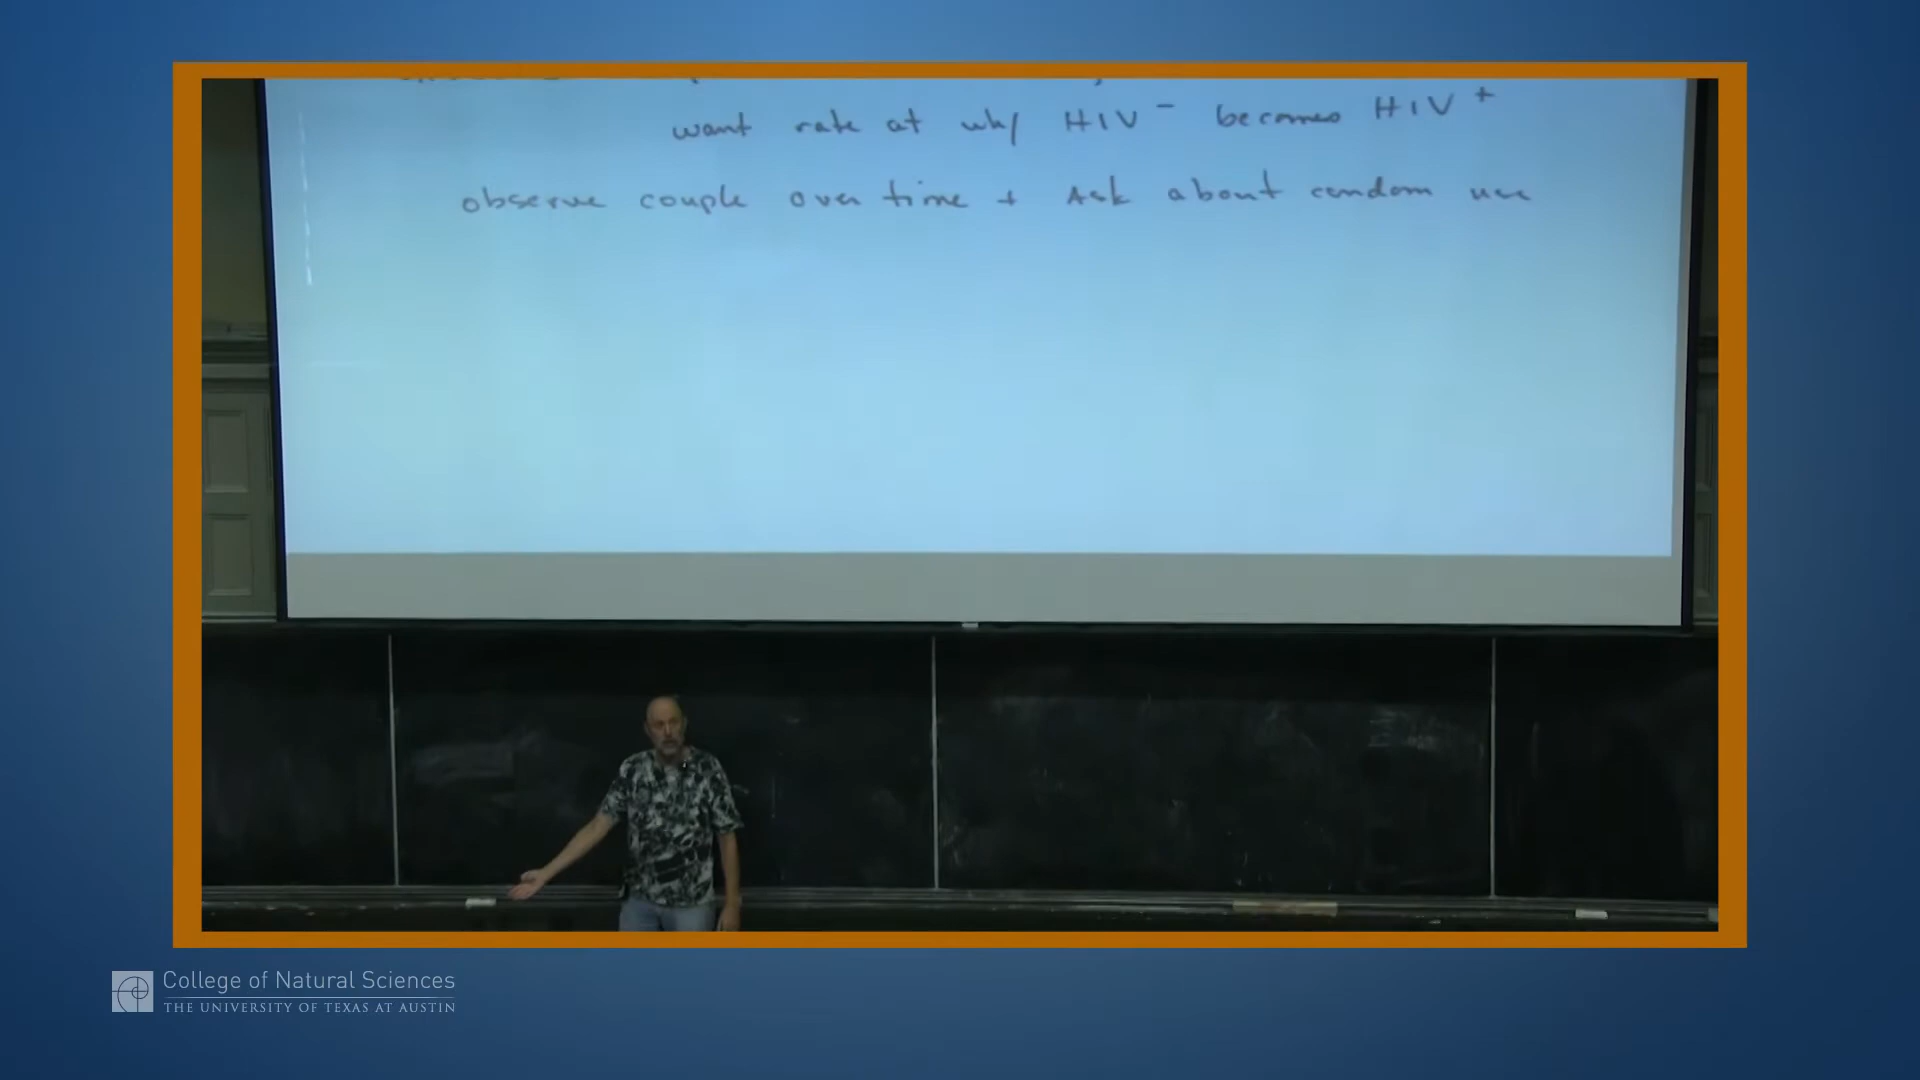 want rate at wh/ HIV - becomes HIV +
observe couple over time + Ask about condom use
College of Natural Sciences
THE UNIVERSITY OF TEXAS AT AUSTIN